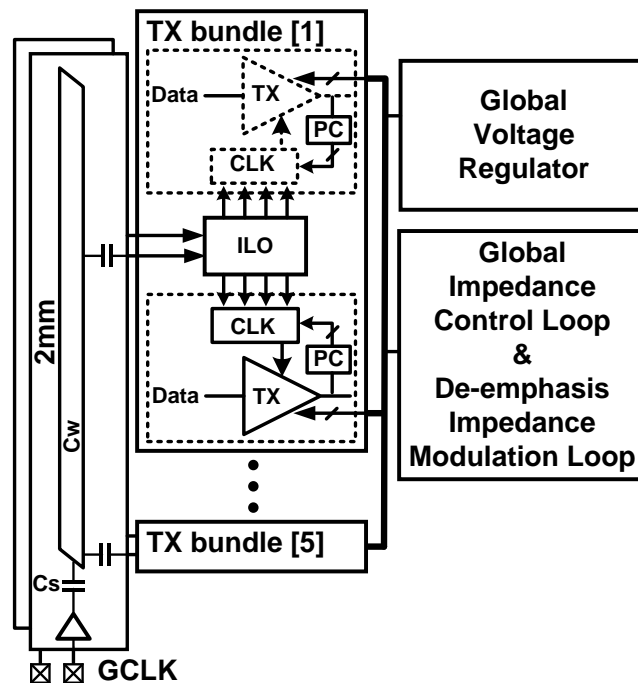 TX bundle [1]
Data
TX
PC
CLK
ILO
CLK
PC
Data
TX
TX bundle [5]
2mm
Cw
Cs
GCLK
Global
Voltage
Regulator
Global
Impedance
Control Loop
&
De-emphasis
Impedance
Modulation Loop